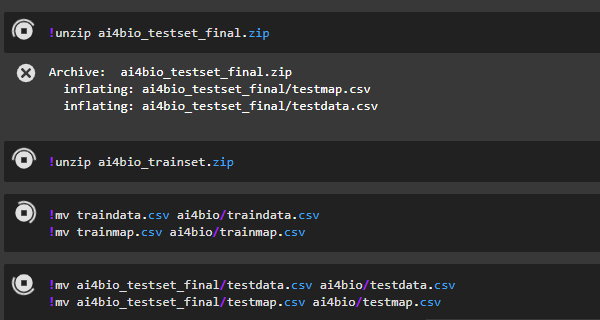 !unzip ai4bio_testset_final.zip
Archive:  ai4bio_testset_final.zip
  inflating: ai4bio_testset_final/testmap.csv
  inflating: ai4bio_testset_final/testdata.csv
!unzip ai4bio_trainset.zip
!mv traindata.csv ai4bio/traindata.csv
!mv trainmap.csv ai4bio/trainmap.csv
!mv ai4bio_testset_final/testdata.csv ai4bio/testdata.csv
!mv ai4bio_testset_final/testmap.csv ai4bio/testmap.csv